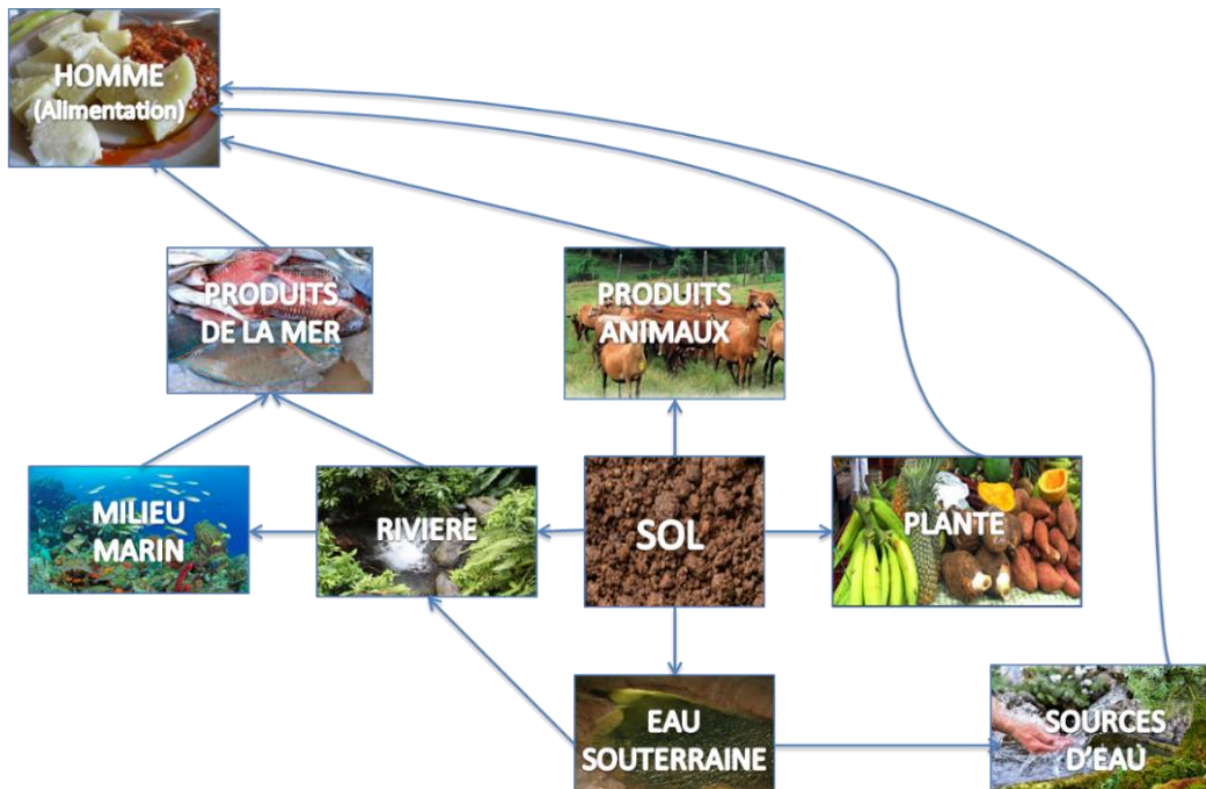 HOMME
(Alimentation)
PRODUITS
DE LA MER
PRODUITS
ANIMAUX
MILIEU
MARIN
RIVIERE
SOL
PLANTE
EAU
SOUTERRAINE
SOURCES
D'EAU